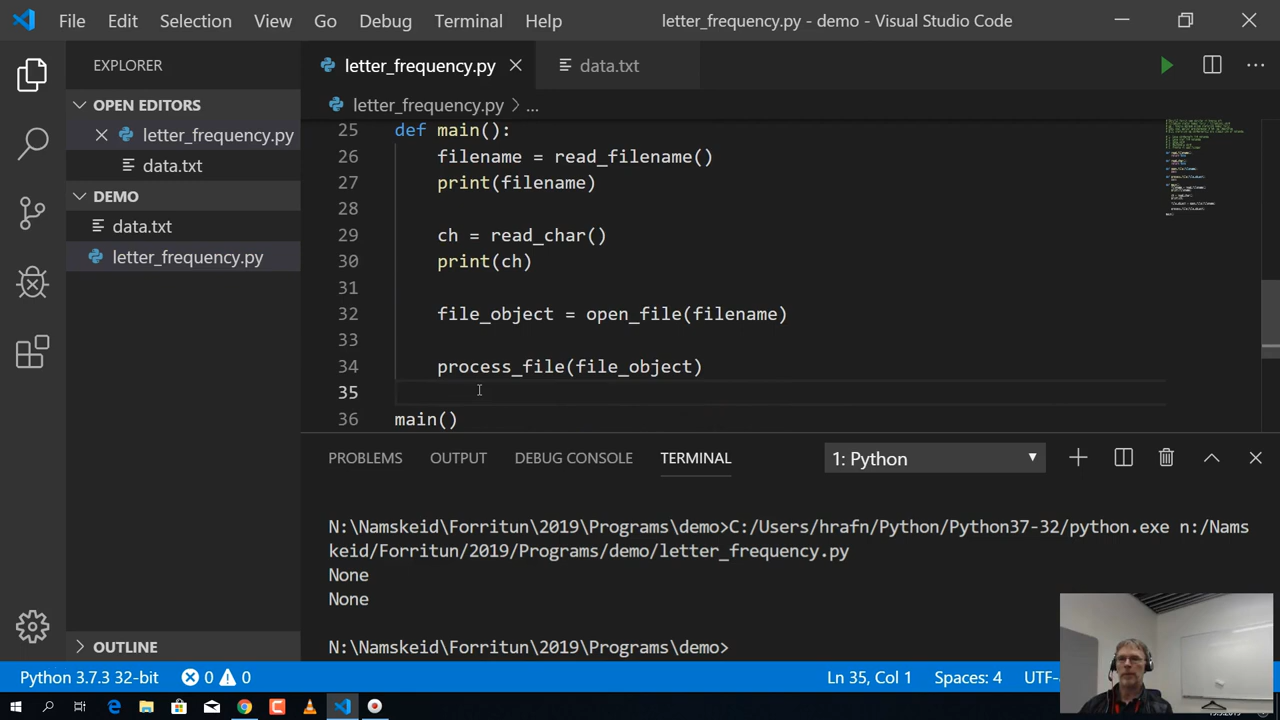 File Edit Selection View Go Debug Terminal Help letter_frequency.py - demo - Visual Studio Code
EXPLORER
OPEN EDITORS
letter_frequency.py
data.txt
DEMO
data.txt
letter_frequency.py
OUTLINE
letter_frequency.py data.txt
letter_frequency.py > ...
25 def main():
26 filename = read_filename()
27 print(filename)
28
29 ch = read_char()
30 print(ch)
31
32 file_object = open_file(filename)
33
34 process_file(file_object)
35
36 main()
PROBLEMS OUTPUT DEBUG CONSOLE TERMINAL 1: Python
N:\Namskeid\Forritun\2019\Programs\demo>C:/Users/hrafn/Python/Python37-32/python.exe n:/Nams
keid/Forritun/2019/Programs/demo/letter_frequency.py
None
None
N:\Namskeid\Forritun\2019\Programs\demo>
Python 3.7.3 32-bit 0 0 Ln 35, Col 1 Spaces: 4 UTF-